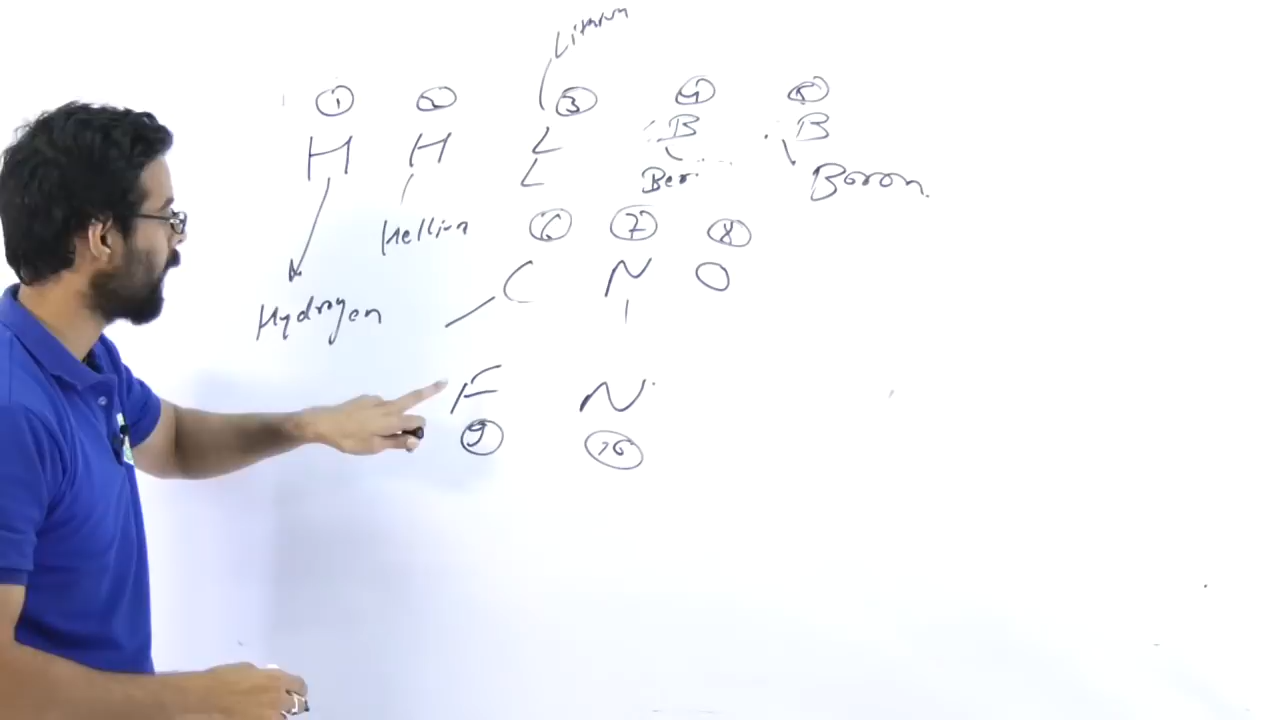 Lithium
1 2 3 4 5
H H L B B
L
Ber... Boron.
Hellium
6 7 8
C N O
Hydrogen
F N
9 10